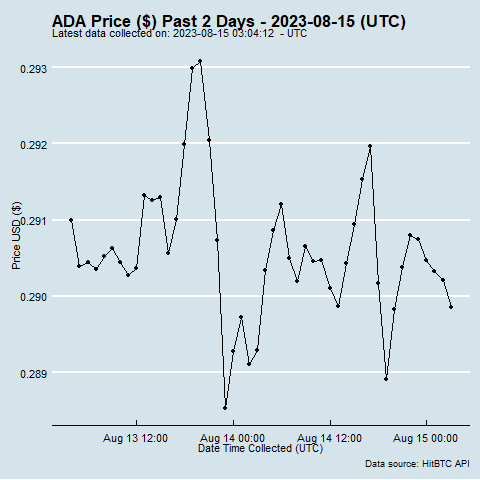 ADA Price ($) Past 2 Days - 2023-08-15 (UTC)
Latest data collected on: 2023-08-15 03:04:12 - UTC
0.293
0.292
0.291
0.290
0.289
Price USD ($)
Aug 13 12:00 Aug 14 00:00 Aug 14 12:00 Aug 15 00:00
Date Time Collected (UTC)
Data source: HitBTC API